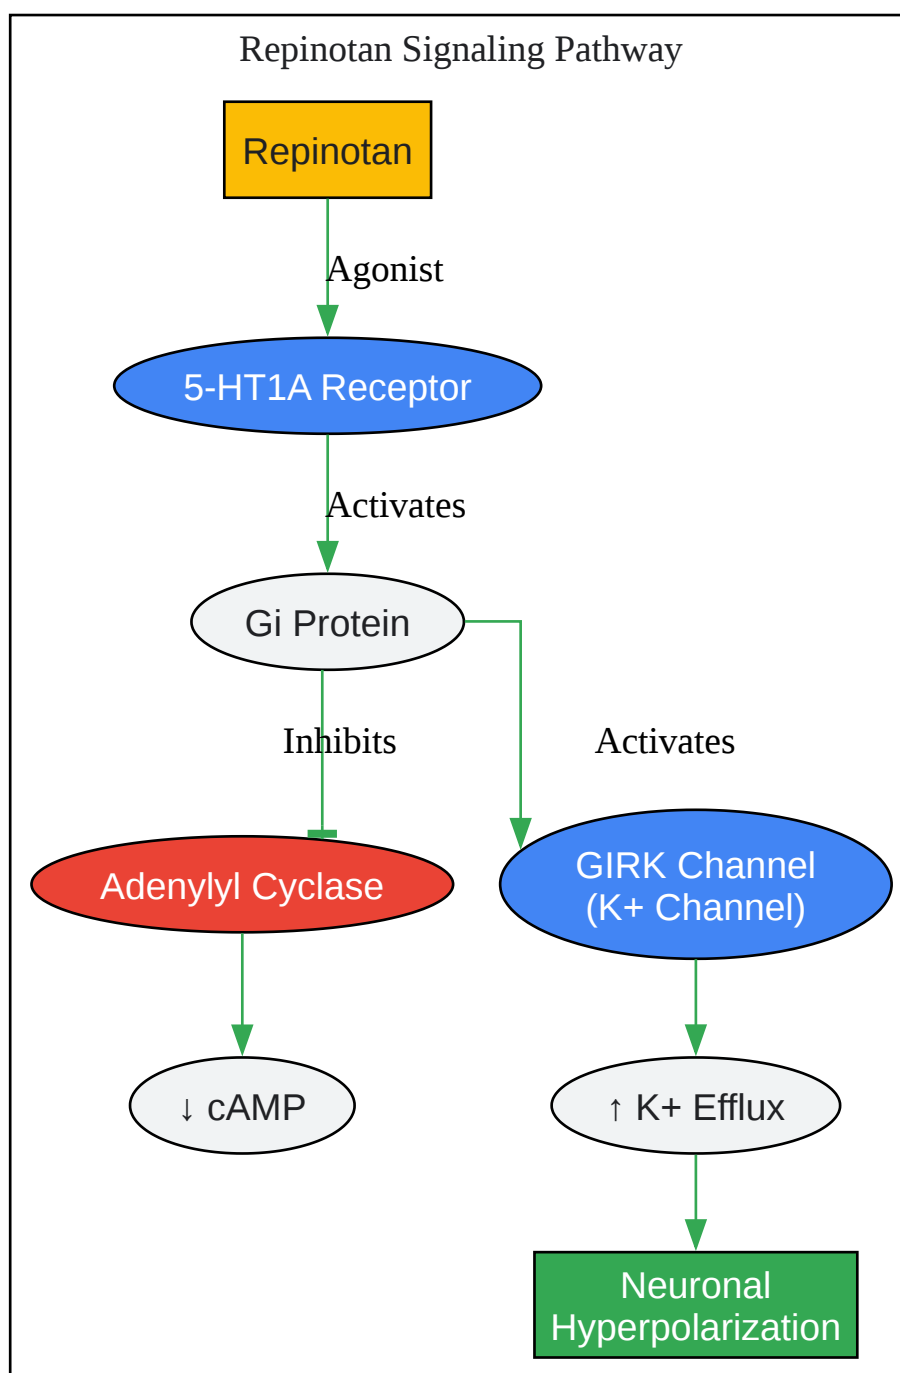 Repinotan Signaling Pathway
Repinotan
Agonist
5-HT1A Receptor
Activates
Gi Protein
Inhibits
Activates
Adenylyl Cyclase
GIRK Channel
(K+ Channel)
↓ cAMP
↑ K+ Efflux
Neuronal
Hyperpolarization